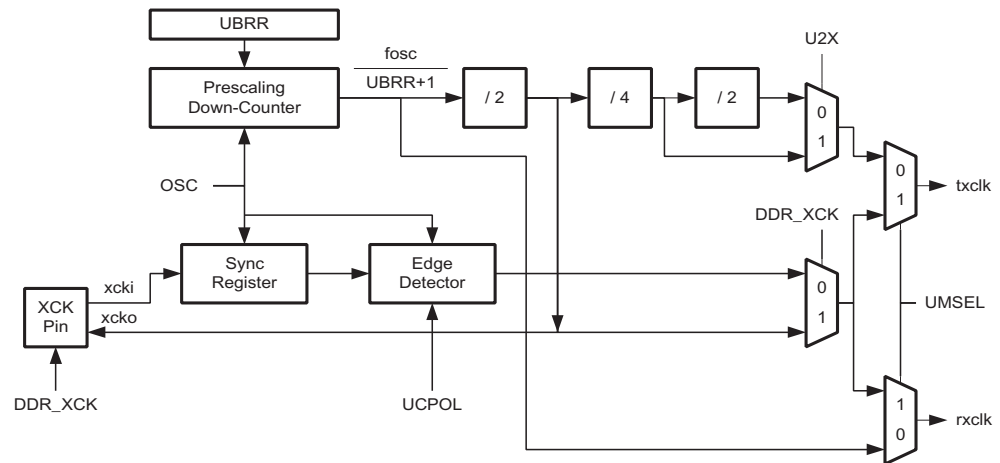 UBRR
fosc
U2X
Prescaling
Down-Counter
UBRR+1
/ 2
/ 4
/ 2
0
1
OSC
0
1
txclk
DDR_XCK
Sync
Register
Edge
Detector
xcki
0
1
XCK
Pin
xcko
UMSEL
DDR_XCK
UCPOL
1
0
rxclk